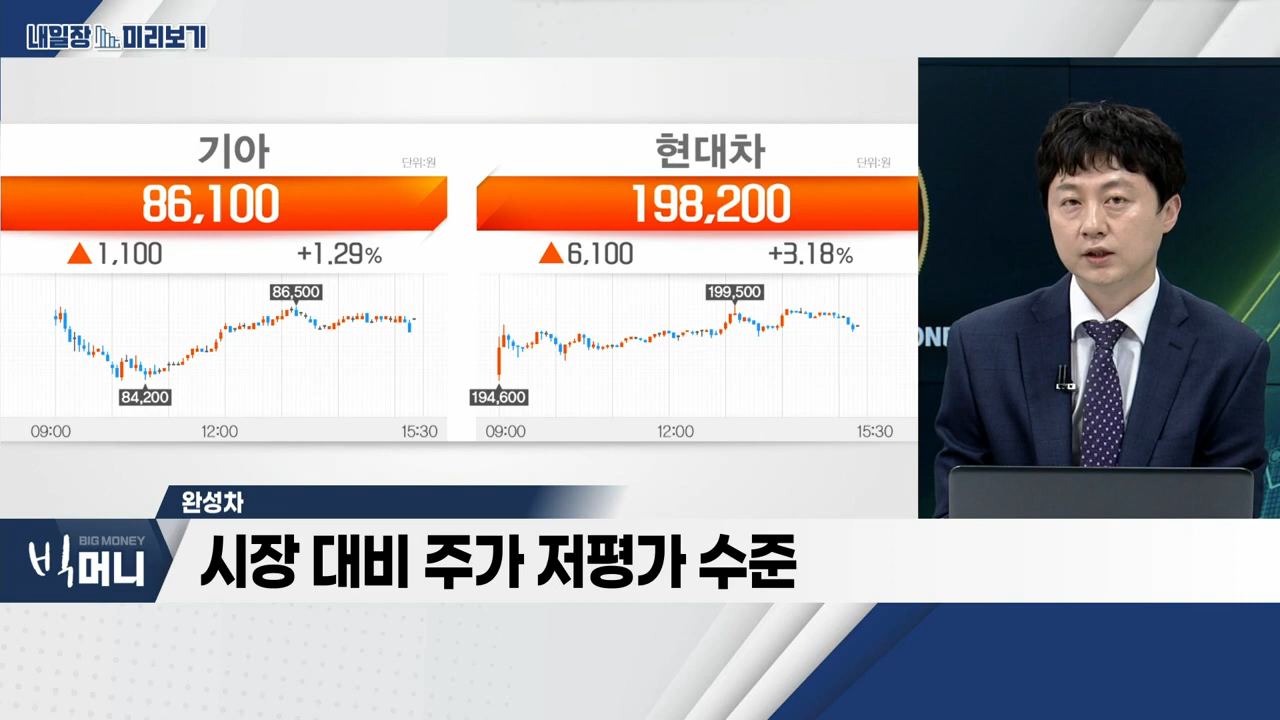 내일장 미리보기
기아
단위:원
86,100
▲1,100 +1.29%
86,500
84,200
09:00 12:00 15:30
현대차
단위:원
198,200
▲6,100 +3.18%
199,500
194,600
09:00 12:00 15:30
ONE
완성차
BIG MONEY
빅머니
시장 대비 주가 저평가 수준